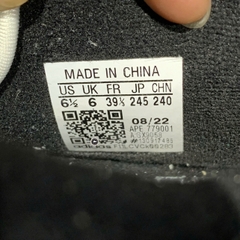 MADE IN CHINA
US UK FR JP CHN
6½ 6 39⅓ 245 240
08/22
APE 779001
adidas